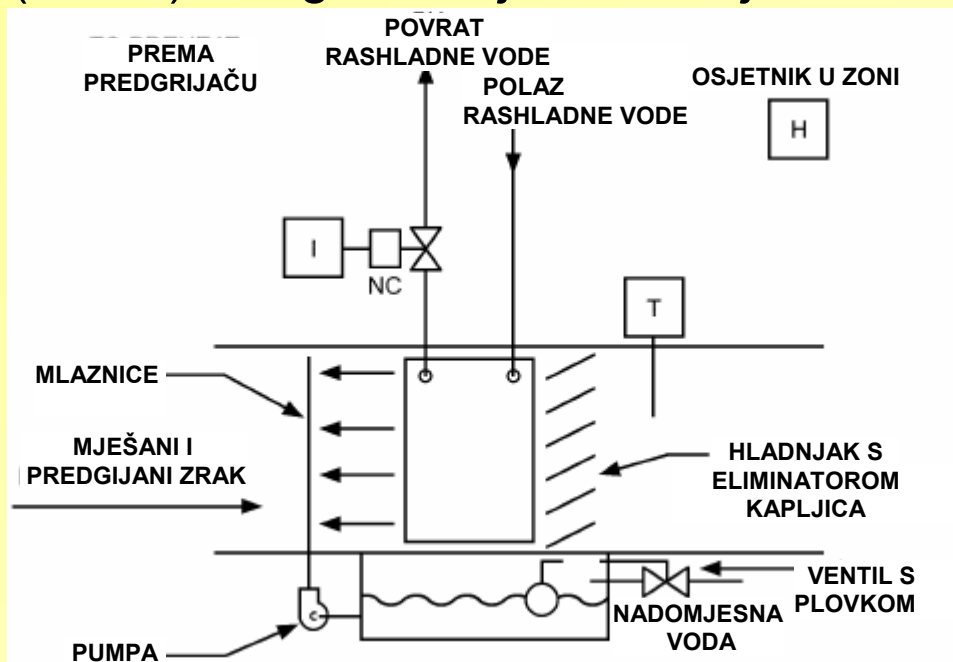 POVRAT
RASHLADNE VODE
PREMA
PREDGRIJAČU
POLAZ
RASHLADNE VODE
OSJETNIK U ZONI
H
I
NC
T
MLAZNICE
MJEŠANI I
PREDGIJANI ZRAK
HLADNJAK S
ELIMINATOROM
KAPLJICA
VENTIL S
PLOVKOM
NADOMJESNA
VODA
C
PUMPA